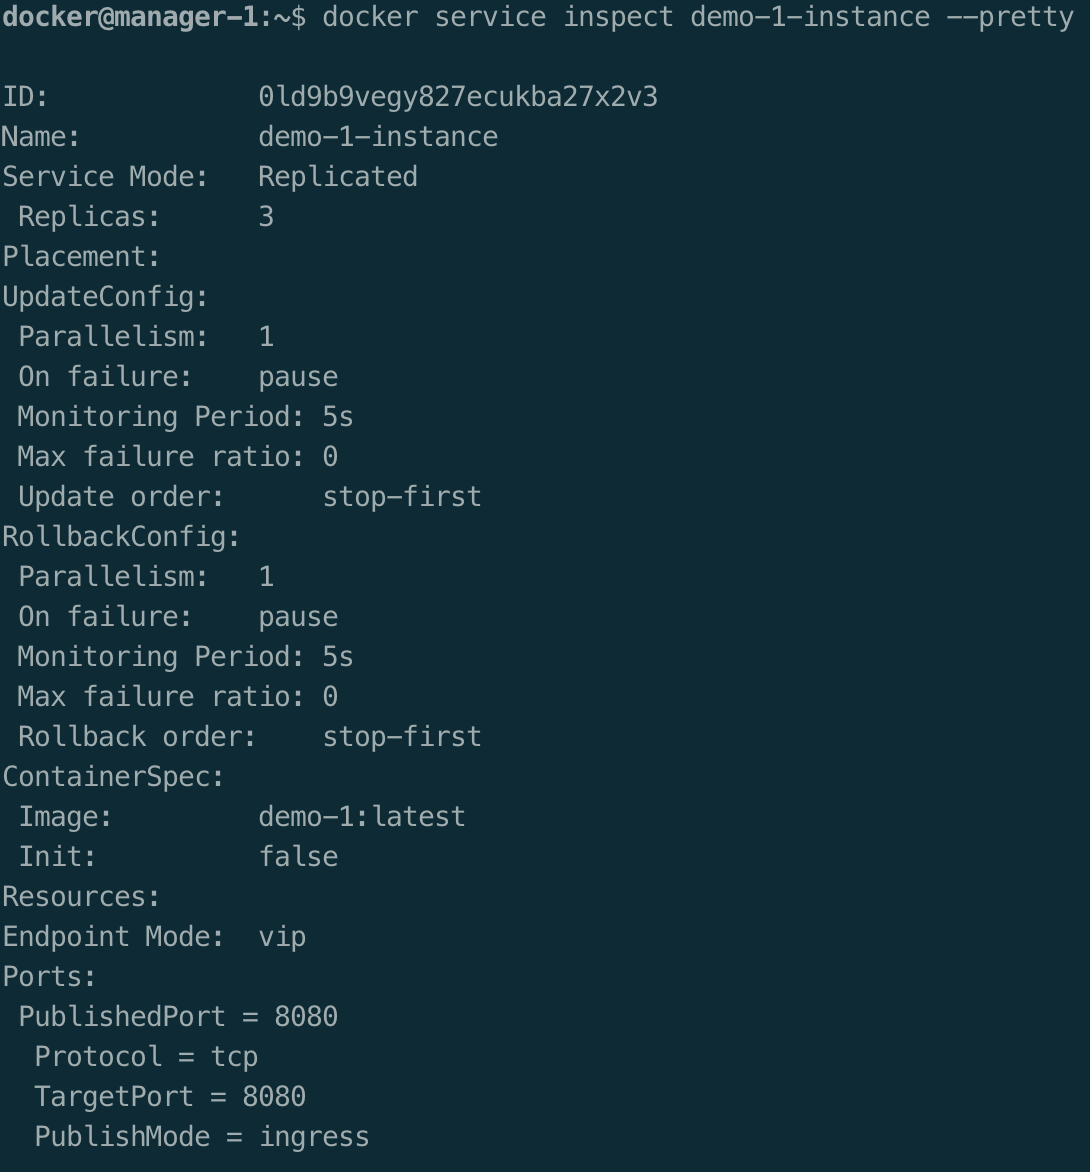 docker@manager-1:~$ docker service inspect demo-1-instance --pretty
ID: 0ld9b9vegy827ecukba27x2v3
Name: demo-1-instance
Service Mode: Replicated
Replicas: 3
Placement:
UpdateConfig:
Parallelism: 1
On failure: pause
Monitoring Period: 5s
Max failure ratio: 0
Update order: stop-first
RollbackConfig:
Parallelism: 1
On failure: pause
Monitoring Period: 5s
Max failure ratio: 0
Rollback order: stop-first
ContainerSpec:
Image: demo-1:latest
Init: false
Resources:
Endpoint Mode: vip
Ports:
PublishedPort = 8080
Protocol = tcp
TargetPort = 8080
PublishMode = ingress